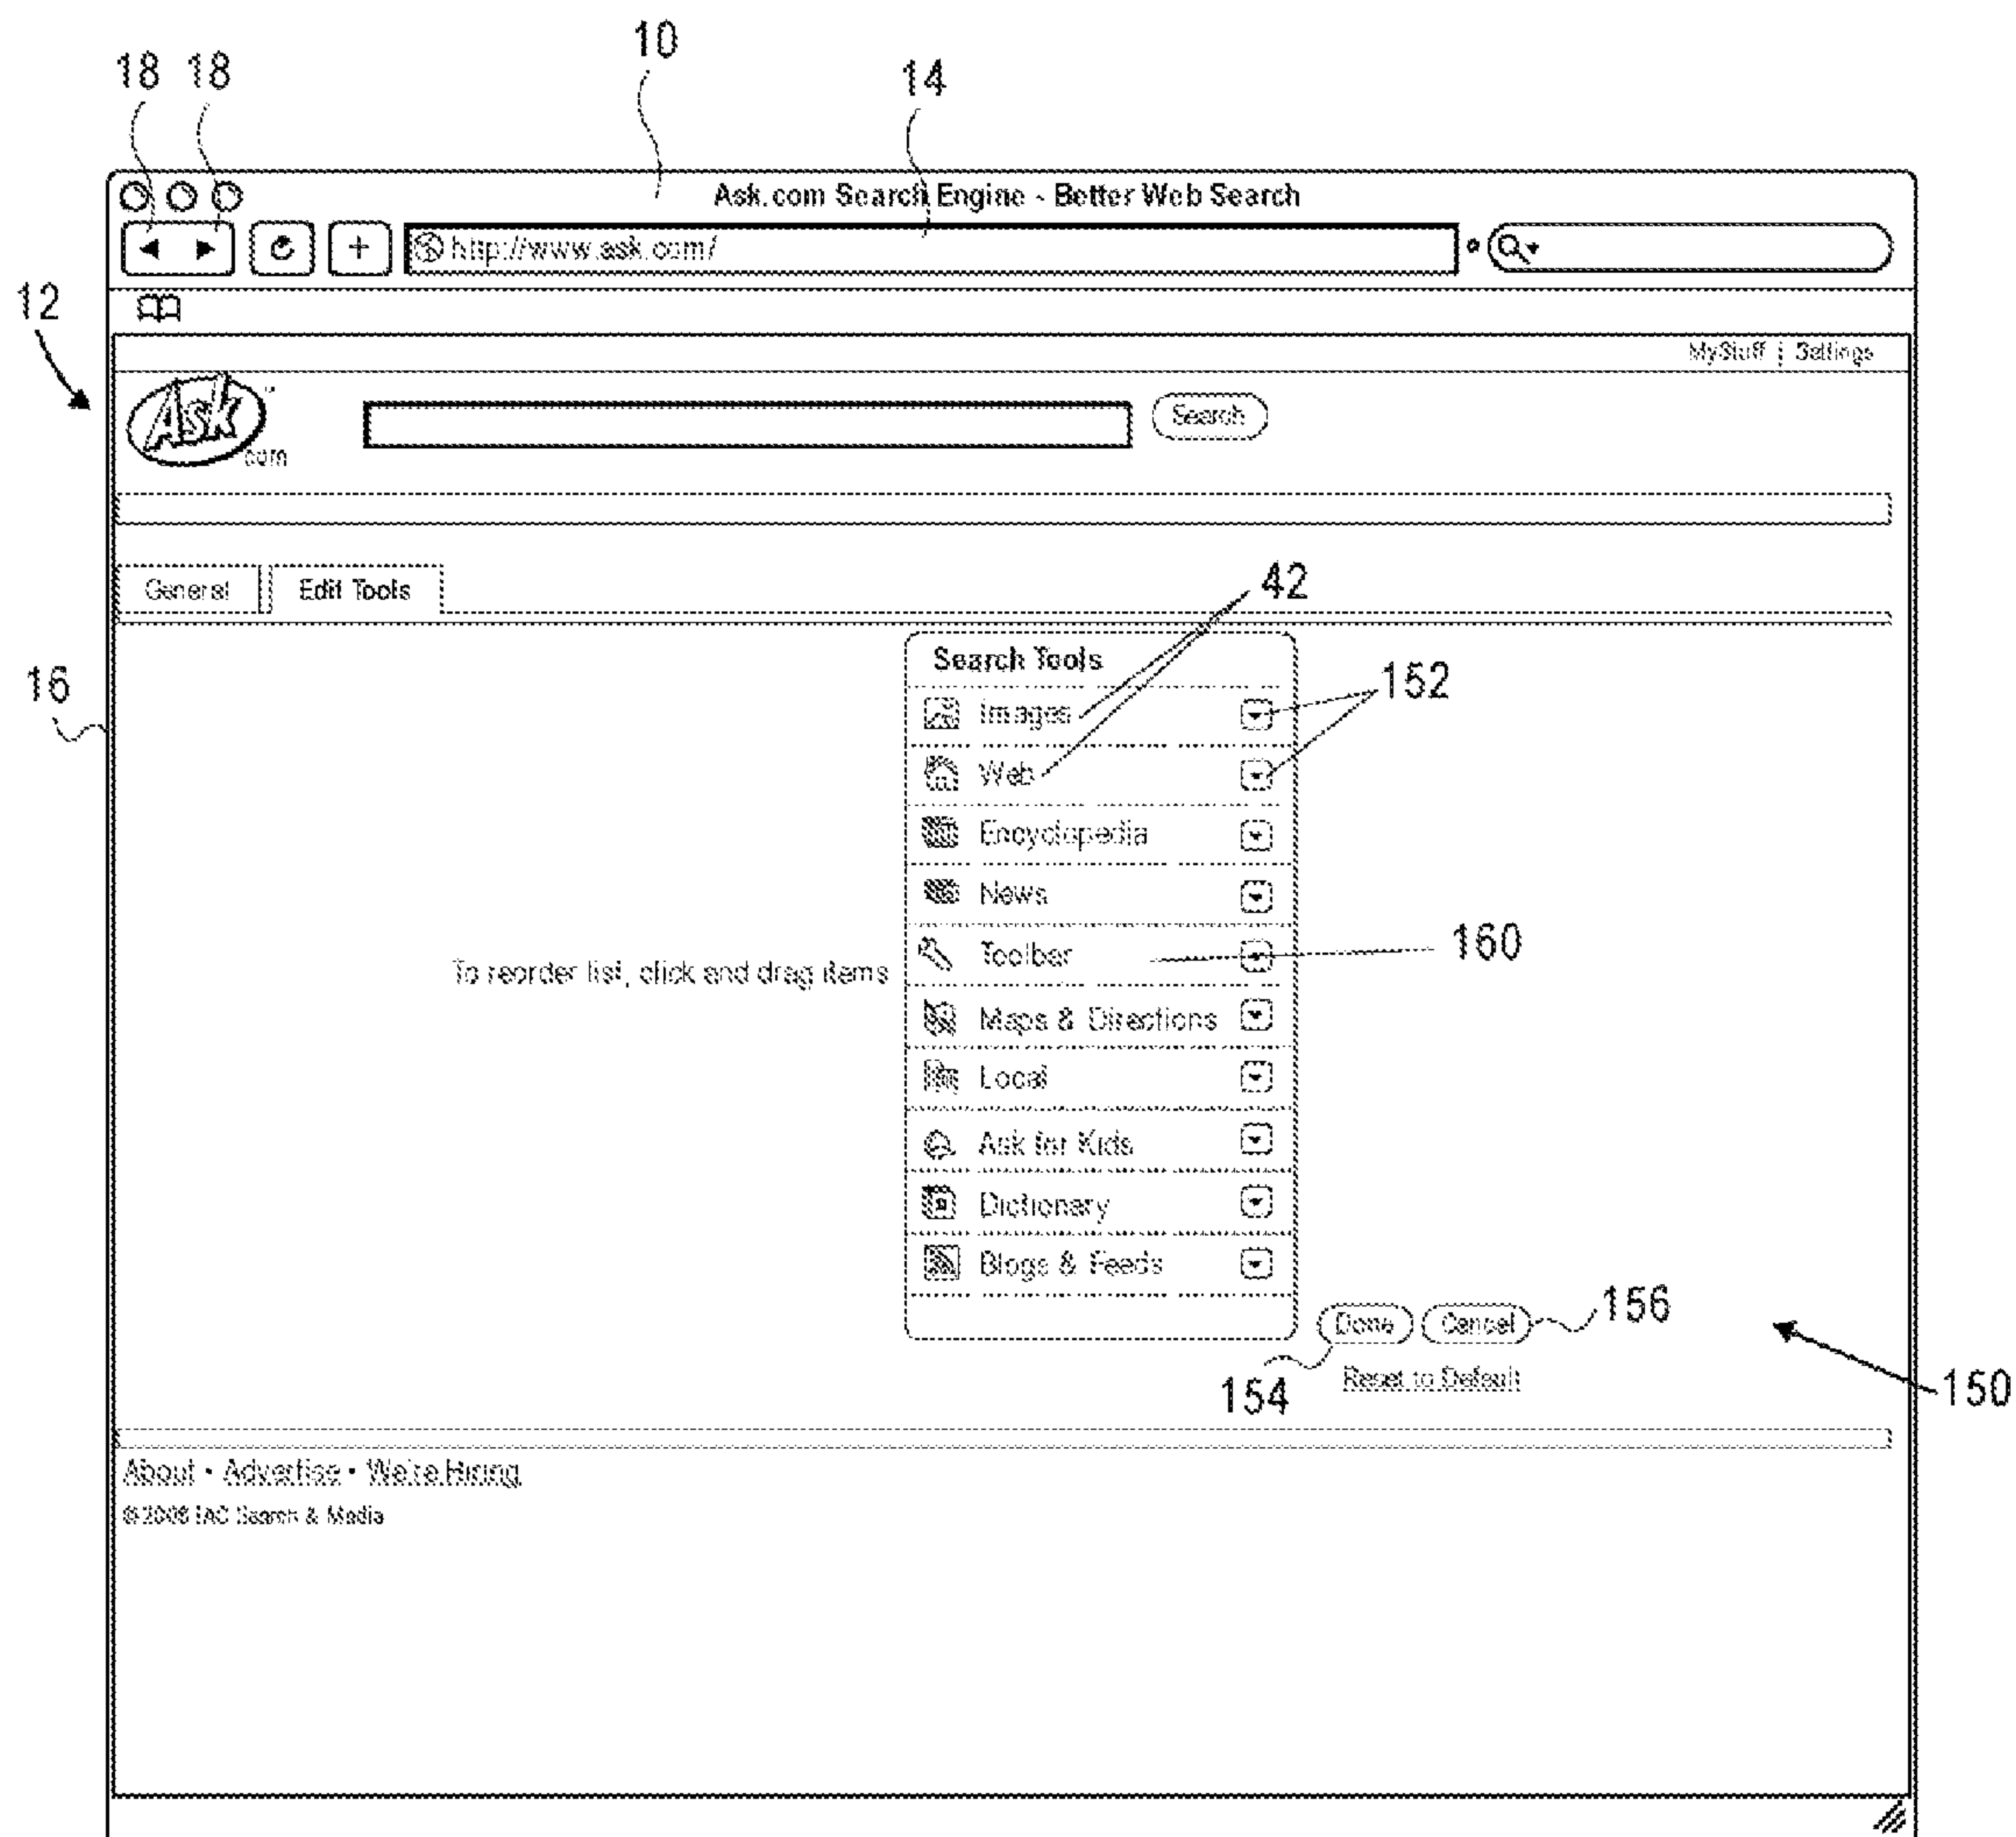 10
18 18
14
Ask.com Search Engine - Better Web Search
http://www.ask.com/
12
MyStuff | Settings
Ask™
.com
Search
General
Edit Tools
42
Search Tools
16
152
Images
Web
Encyclopedia
News
Toolbar
160
To reorder list, click and drag items
Maps & Directions
Local
Ask for Kids
Dictionary
Blogs & Feeds
156
Done
Cancel
154
Reset to Default
150
About • Advertise • We're Hiring
IAC Search & Media